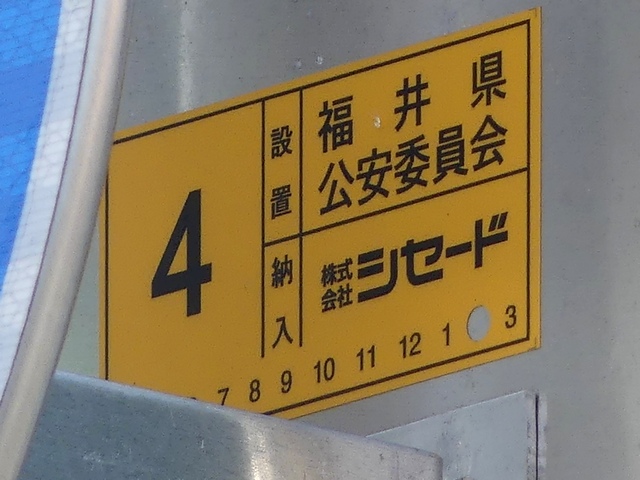 4
設置
福井県
公安委員会
納入
株式
会社
シセード
7 8 9 10 11 12 1 3